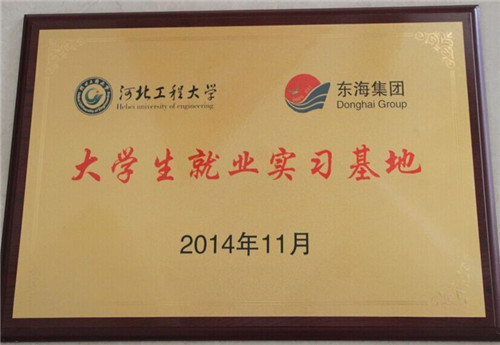 河北工程大学 东海集团
Hebei university of engineering Donghai Group
大学生就业实习基地
2014年11月